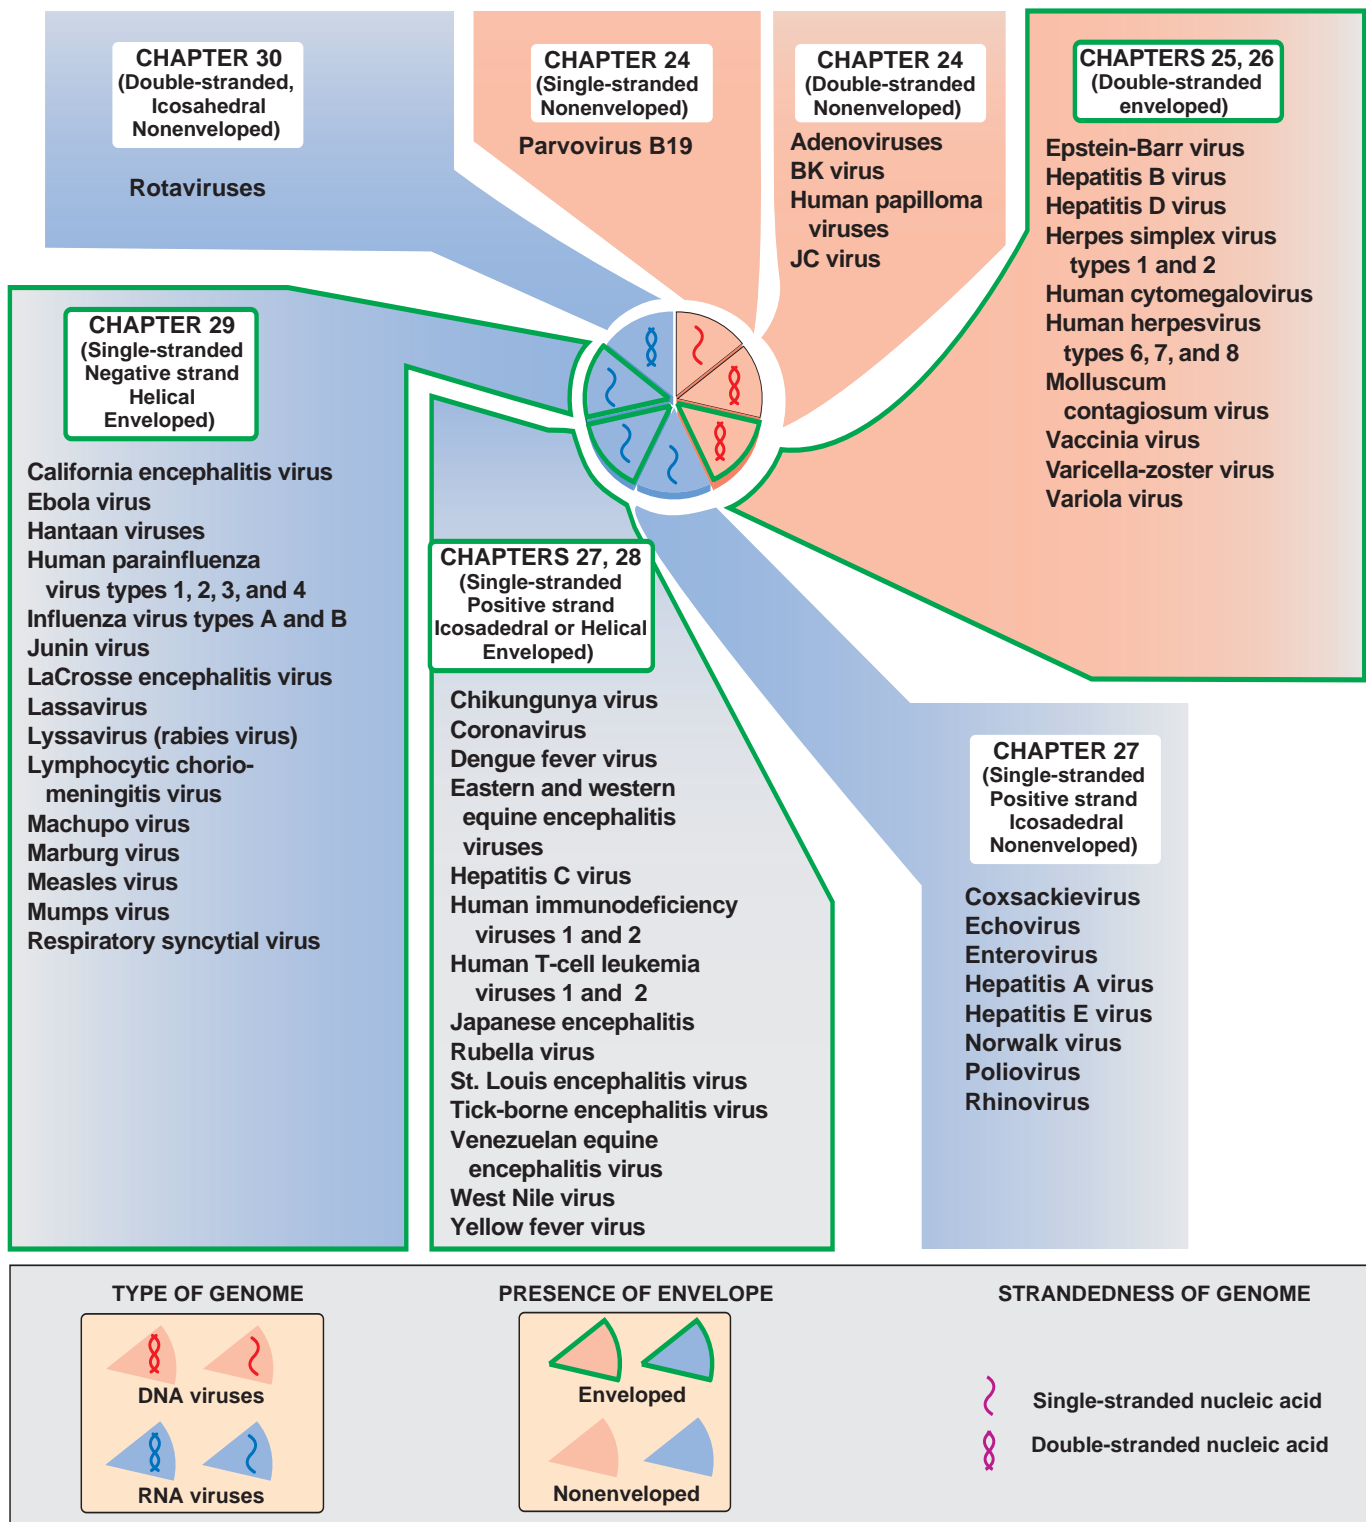 CHAPTER 30
(Double-stranded,
Icosahedral
Nonenveloped)
Rotaviruses
CHAPTER 24
(Single-stranded
Nonenveloped)
Parvovirus B19
CHAPTER 24
(Double-stranded
Nonenveloped)
Adenoviruses
BK virus
Human papilloma
viruses
JC virus
CHAPTERS 25, 26
(Double-stranded
enveloped)
Epstein-Barr virus
Hepatitis B virus
Hepatitis D virus
Herpes simplex virus
types 1 and 2
Human cytomegalovirus
Human herpesvirus
types 6, 7, and 8
Molluscum
contagiosum virus
Vaccinia virus
Varicella-zoster virus
Variola virus
CHAPTER 29
(Single-stranded
Negative strand
Helical
Enveloped)
California encephalitis virus
Ebola virus
Hantaan viruses
Human parainfluenza
virus types 1, 2, 3, and 4
Influenza virus types A and B
Junin virus
LaCrosse encephalitis virus
Lassavirus
Lyssavirus (rabies virus)
Lymphocytic chorio-
meningitis virus
Machupo virus
Marburg virus
Measles virus
Mumps virus
Respiratory syncytial virus
CHAPTERS 27, 28
(Single-stranded
Positive strand
Icosadedral or Helical
Enveloped)
Chikungunya virus
Coronavirus
Dengue fever virus
Eastern and western
equine encephalitis
viruses
Hepatitis C virus
Human immunodeficiency
viruses 1 and 2
Human T-cell leukemia
viruses 1 and 2
Japanese encephalitis
Rubella virus
St. Louis encephalitis virus
Tick-borne encephalitis virus
Venezuelan equine
encephalitis virus
West Nile virus
Yellow fever virus
CHAPTER 27
(Single-stranded
Positive strand
Icosadedral
Nonenveloped)
Coxsackievirus
Echovirus
Enterovirus
Hepatitis A virus
Hepatitis E virus
Norwalk virus
Poliovirus
Rhinovirus
TYPE OF GENOME
DNA viruses
RNA viruses
PRESENCE OF ENVELOPE
Enveloped
Nonenveloped
STRANDEDNESS OF GENOME
Single-stranded nucleic acid
Double-stranded nucleic acid